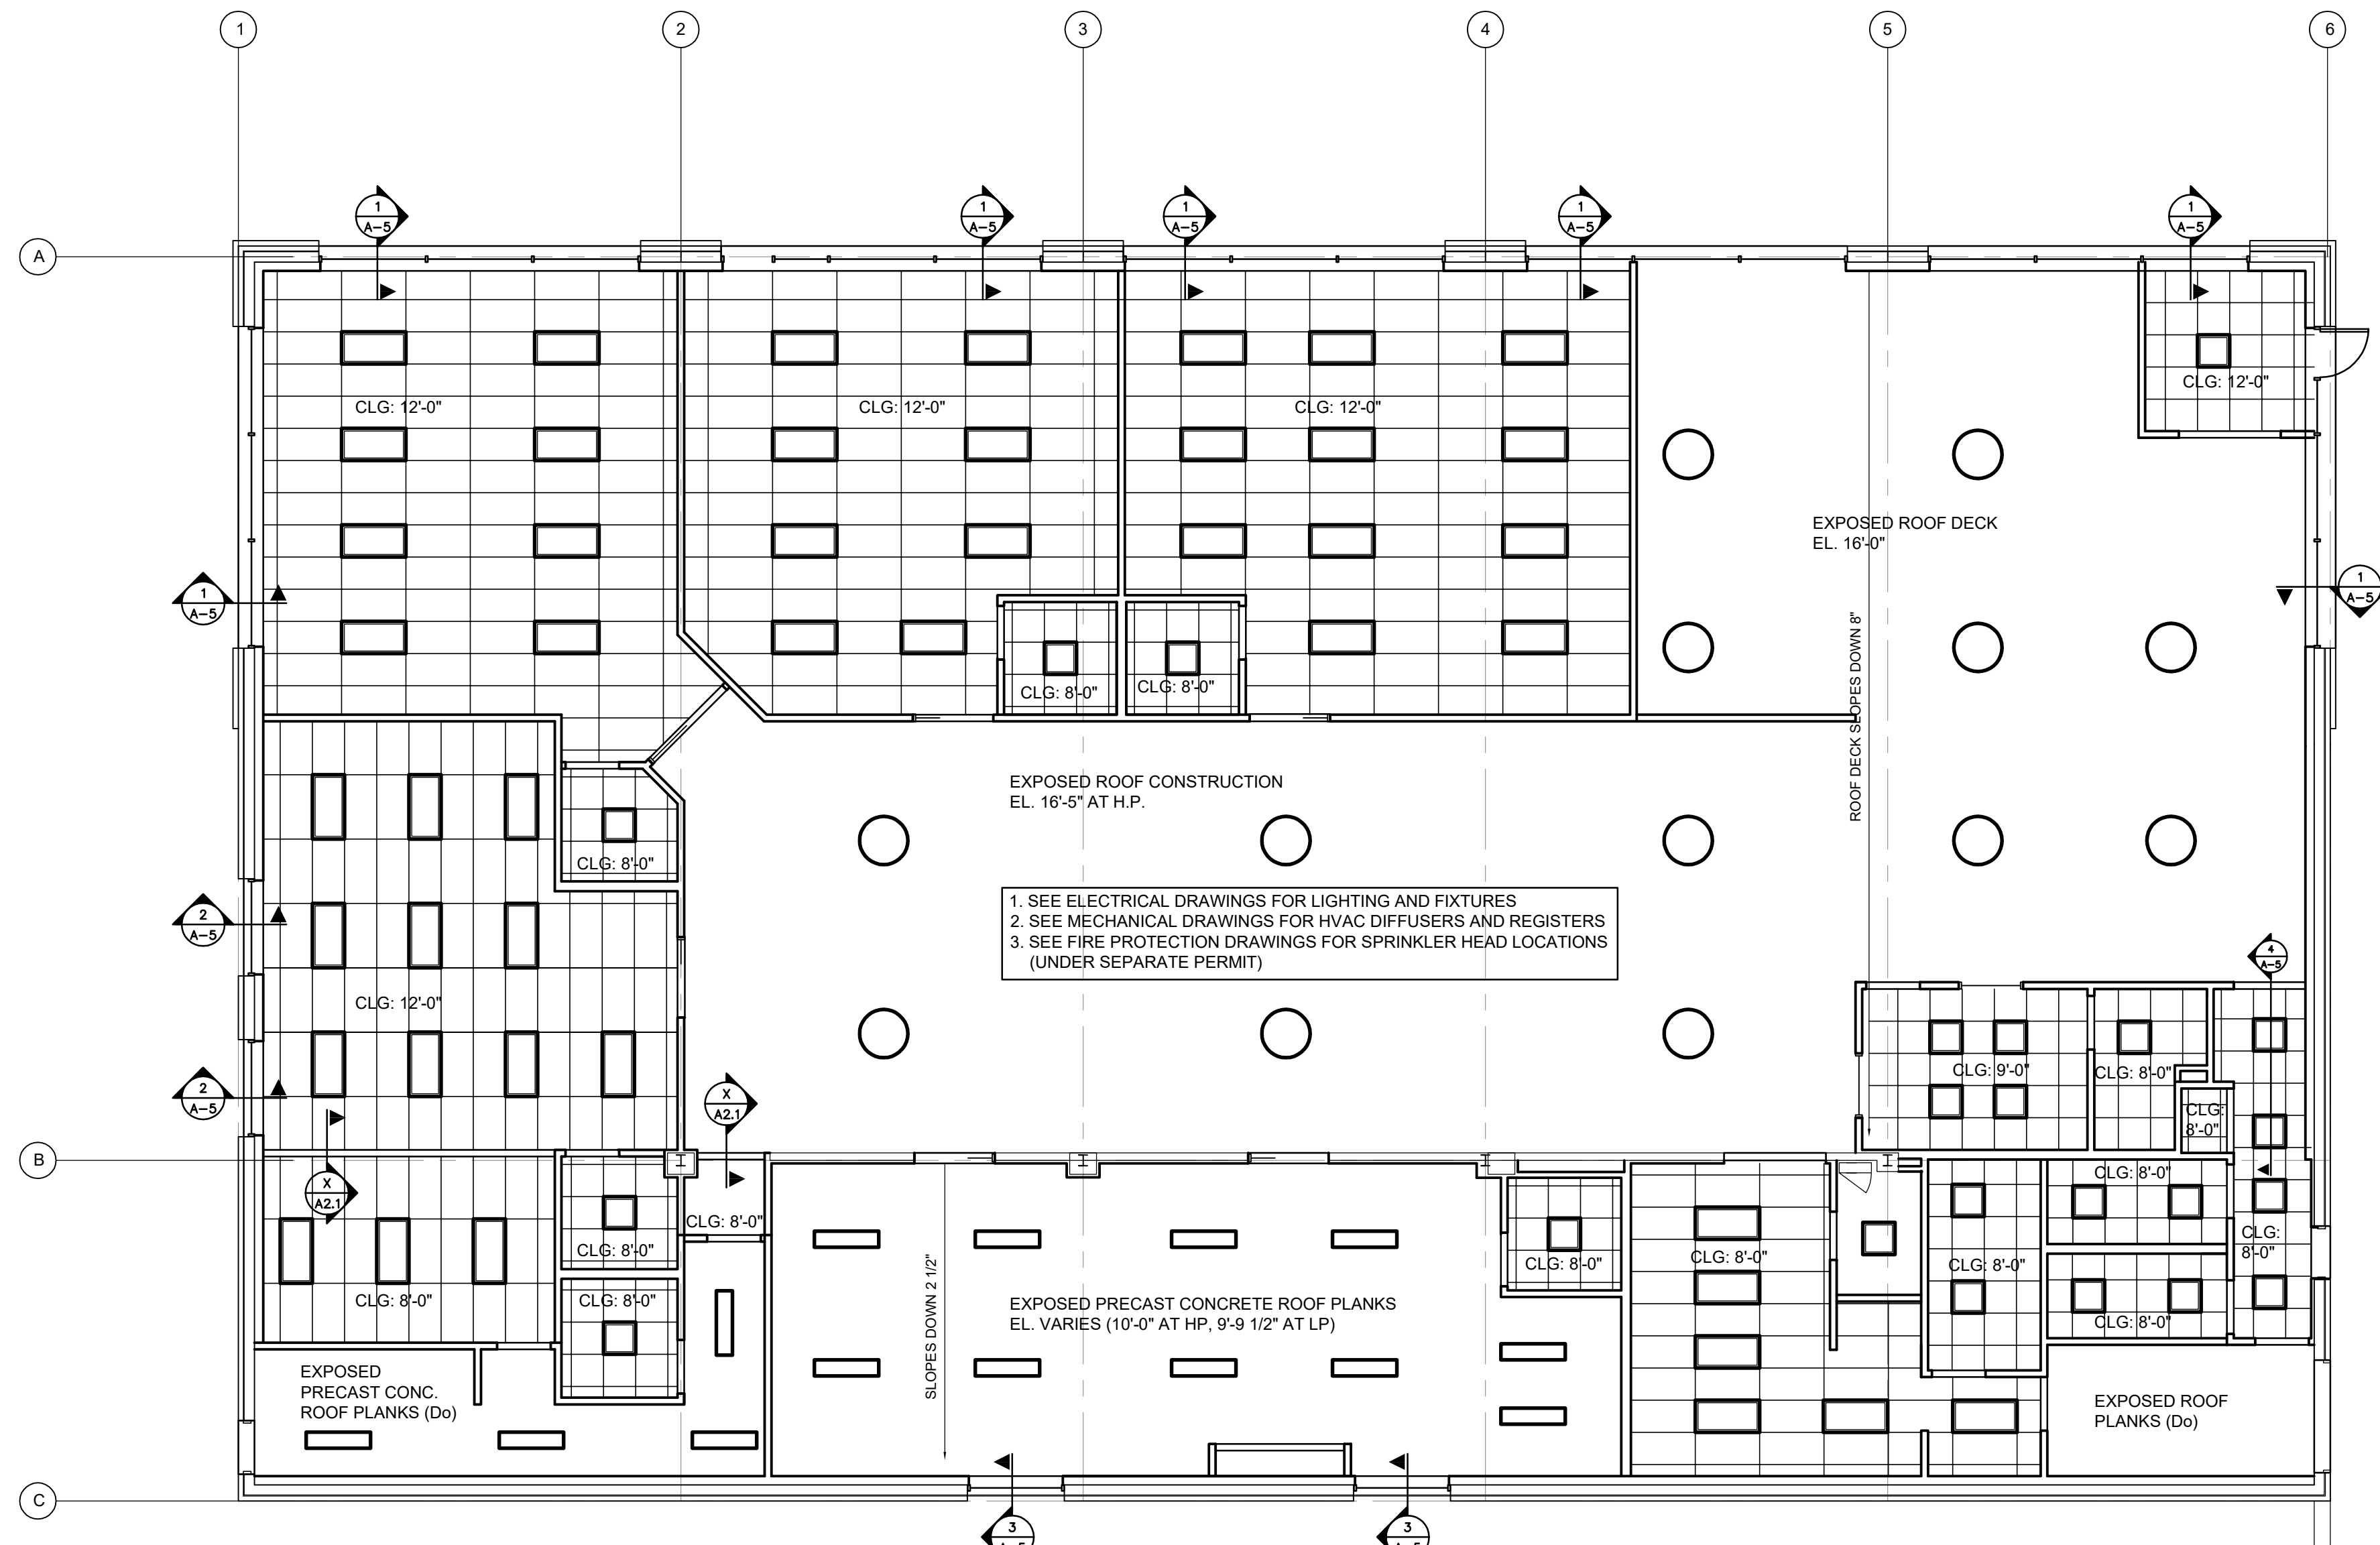 1
2
3
4
5
6
A
1
A-5
1
A-5
1
A-5
1
A-5
1
A-5
CLG: 12'-0"
CLG: 12'-0"
CLG: 12'-0"
CLG: 12'-0"
EXPOSED ROOF DECK
EL. 16'-0"
1
A-5
1
A-5
ROOF DECK SLOPES DOWN 8"
CLG: 8'-0"
CLG: 8'-0"
EXPOSED ROOF CONSTRUCTION
EL. 16'-5" AT H.P.
CLG: 8'-0"
1. SEE ELECTRICAL DRAWINGS FOR LIGHTING AND FIXTURES
2. SEE MECHANICAL DRAWINGS FOR HVAC DIFFUSERS AND REGISTERS
3. SEE FIRE PROTECTION DRAWINGS FOR SPRINKLER HEAD LOCATIONS
(UNDER SEPARATE PERMIT)
2
A-5
4
A-5
CLG: 12'-0"
2
A-5
X
A2.1
CLG: 9'-0"
CLG: 8'-0"
CLG:
8'-0"
B
X
A2.1
CLG: 8'-0"
CLG: 8'-0"
CLG: 8'-0"
CLG: 8'-0"
CLG: 8'-0"
CLG: 8'-0"
CLG:
8'-0"
SLOPES DOWN 2 1/2"
CLG: 8'-0"
CLG: 8'-0"
EXPOSED PRECAST CONCRETE ROOF PLANKS
EL. VARIES (10'-0" AT HP, 9'-9 1/2" AT LP)
CLG: 8'-0"
EXPOSED
PRECAST CONC.
ROOF PLANKS (Do)
EXPOSED ROOF
PLANKS (Do)
C
3
A-5
3
A-5